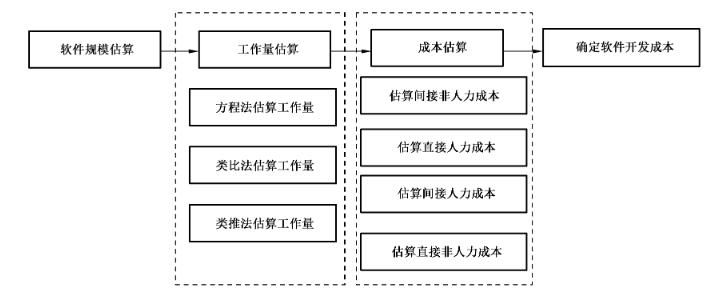 软件规模估算
工作量估算
成本估算
确定软件开发成本
方程法估算工作量
类比法估算工作量
类推法估算工作量
估算间接非人力成本
估算直接人力成本
估算间接人力成本
估算直接非人力成本